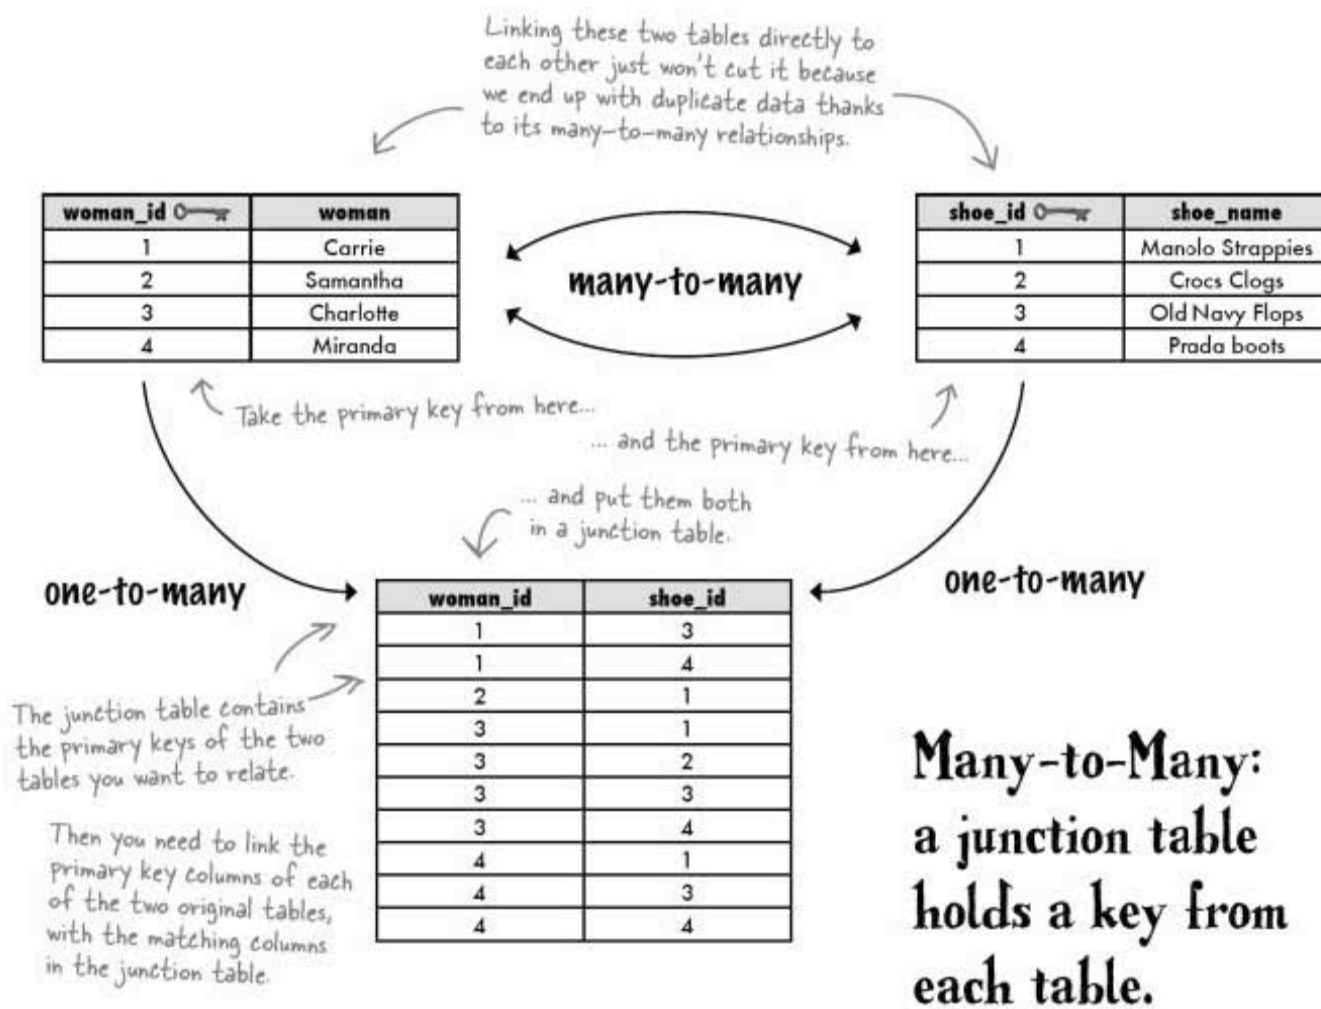 Linking these two tables directly to
each other just won't cut it because
we end up with duplicate data thanks
to its many-to-many relationships.
woman_id woman
1 Carrie
2 Samantha
3 Charlotte
4 Miranda
many-to-many
shoe_id shoe_name
1 Manolo Strappies
2 Crocs Clogs
3 Old Navy Flops
4 Prada boots
Take the primary key from here...
... and the primary key from here...
... and put them both
in a junction table.
one-to-many
one-to-many
woman_id shoe_id
1 3
1 4
2 1
3 1
3 2
3 3
3 4
4 1
4 3
4 4
The junction table contains
the primary keys of the two
tables you want to relate.
Then you need to link the
primary key columns of each
of the two original tables,
with the matching columns
in the junction table.
Many-to-Many:
a junction table
holds a key from
each table.